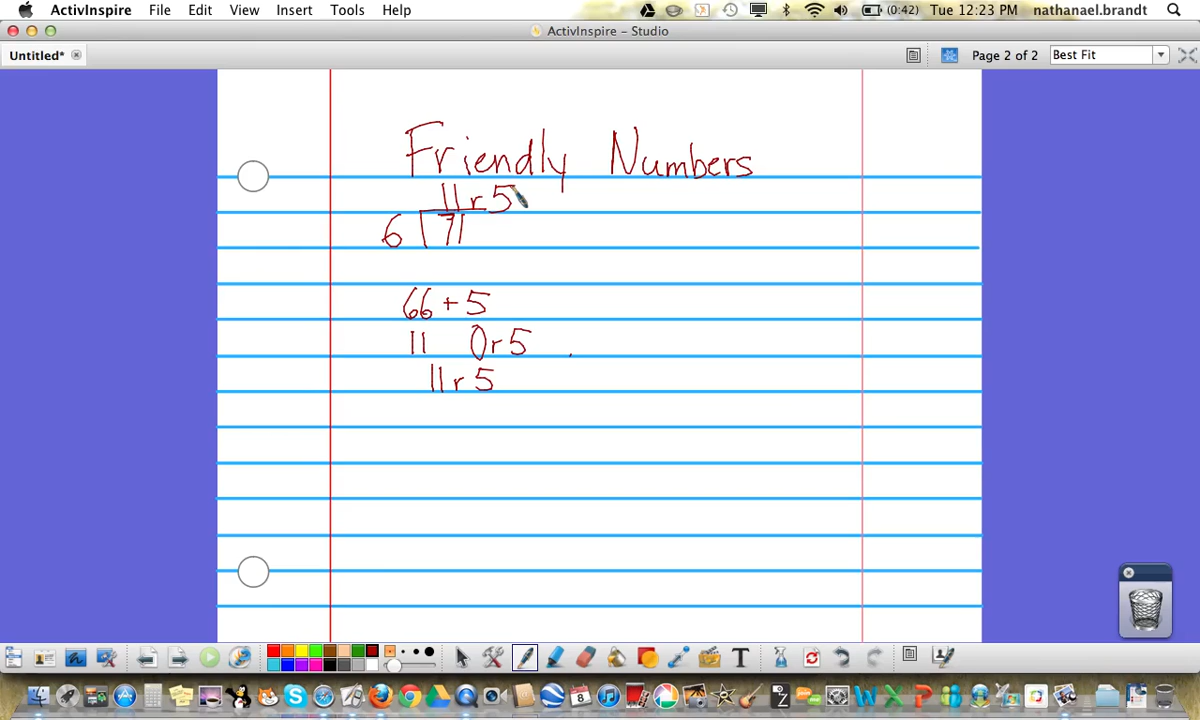 ActivInspire File Edit View Insert Tools Help (0:42) Tue 12:23 PM nathanael.brandt
ActivInspire – Studio
Untitled* Page 2 of 2 Best Fit
Friendly Numbers
11 r 5
6 71
66 + 5
11 0r 5
11 r 5